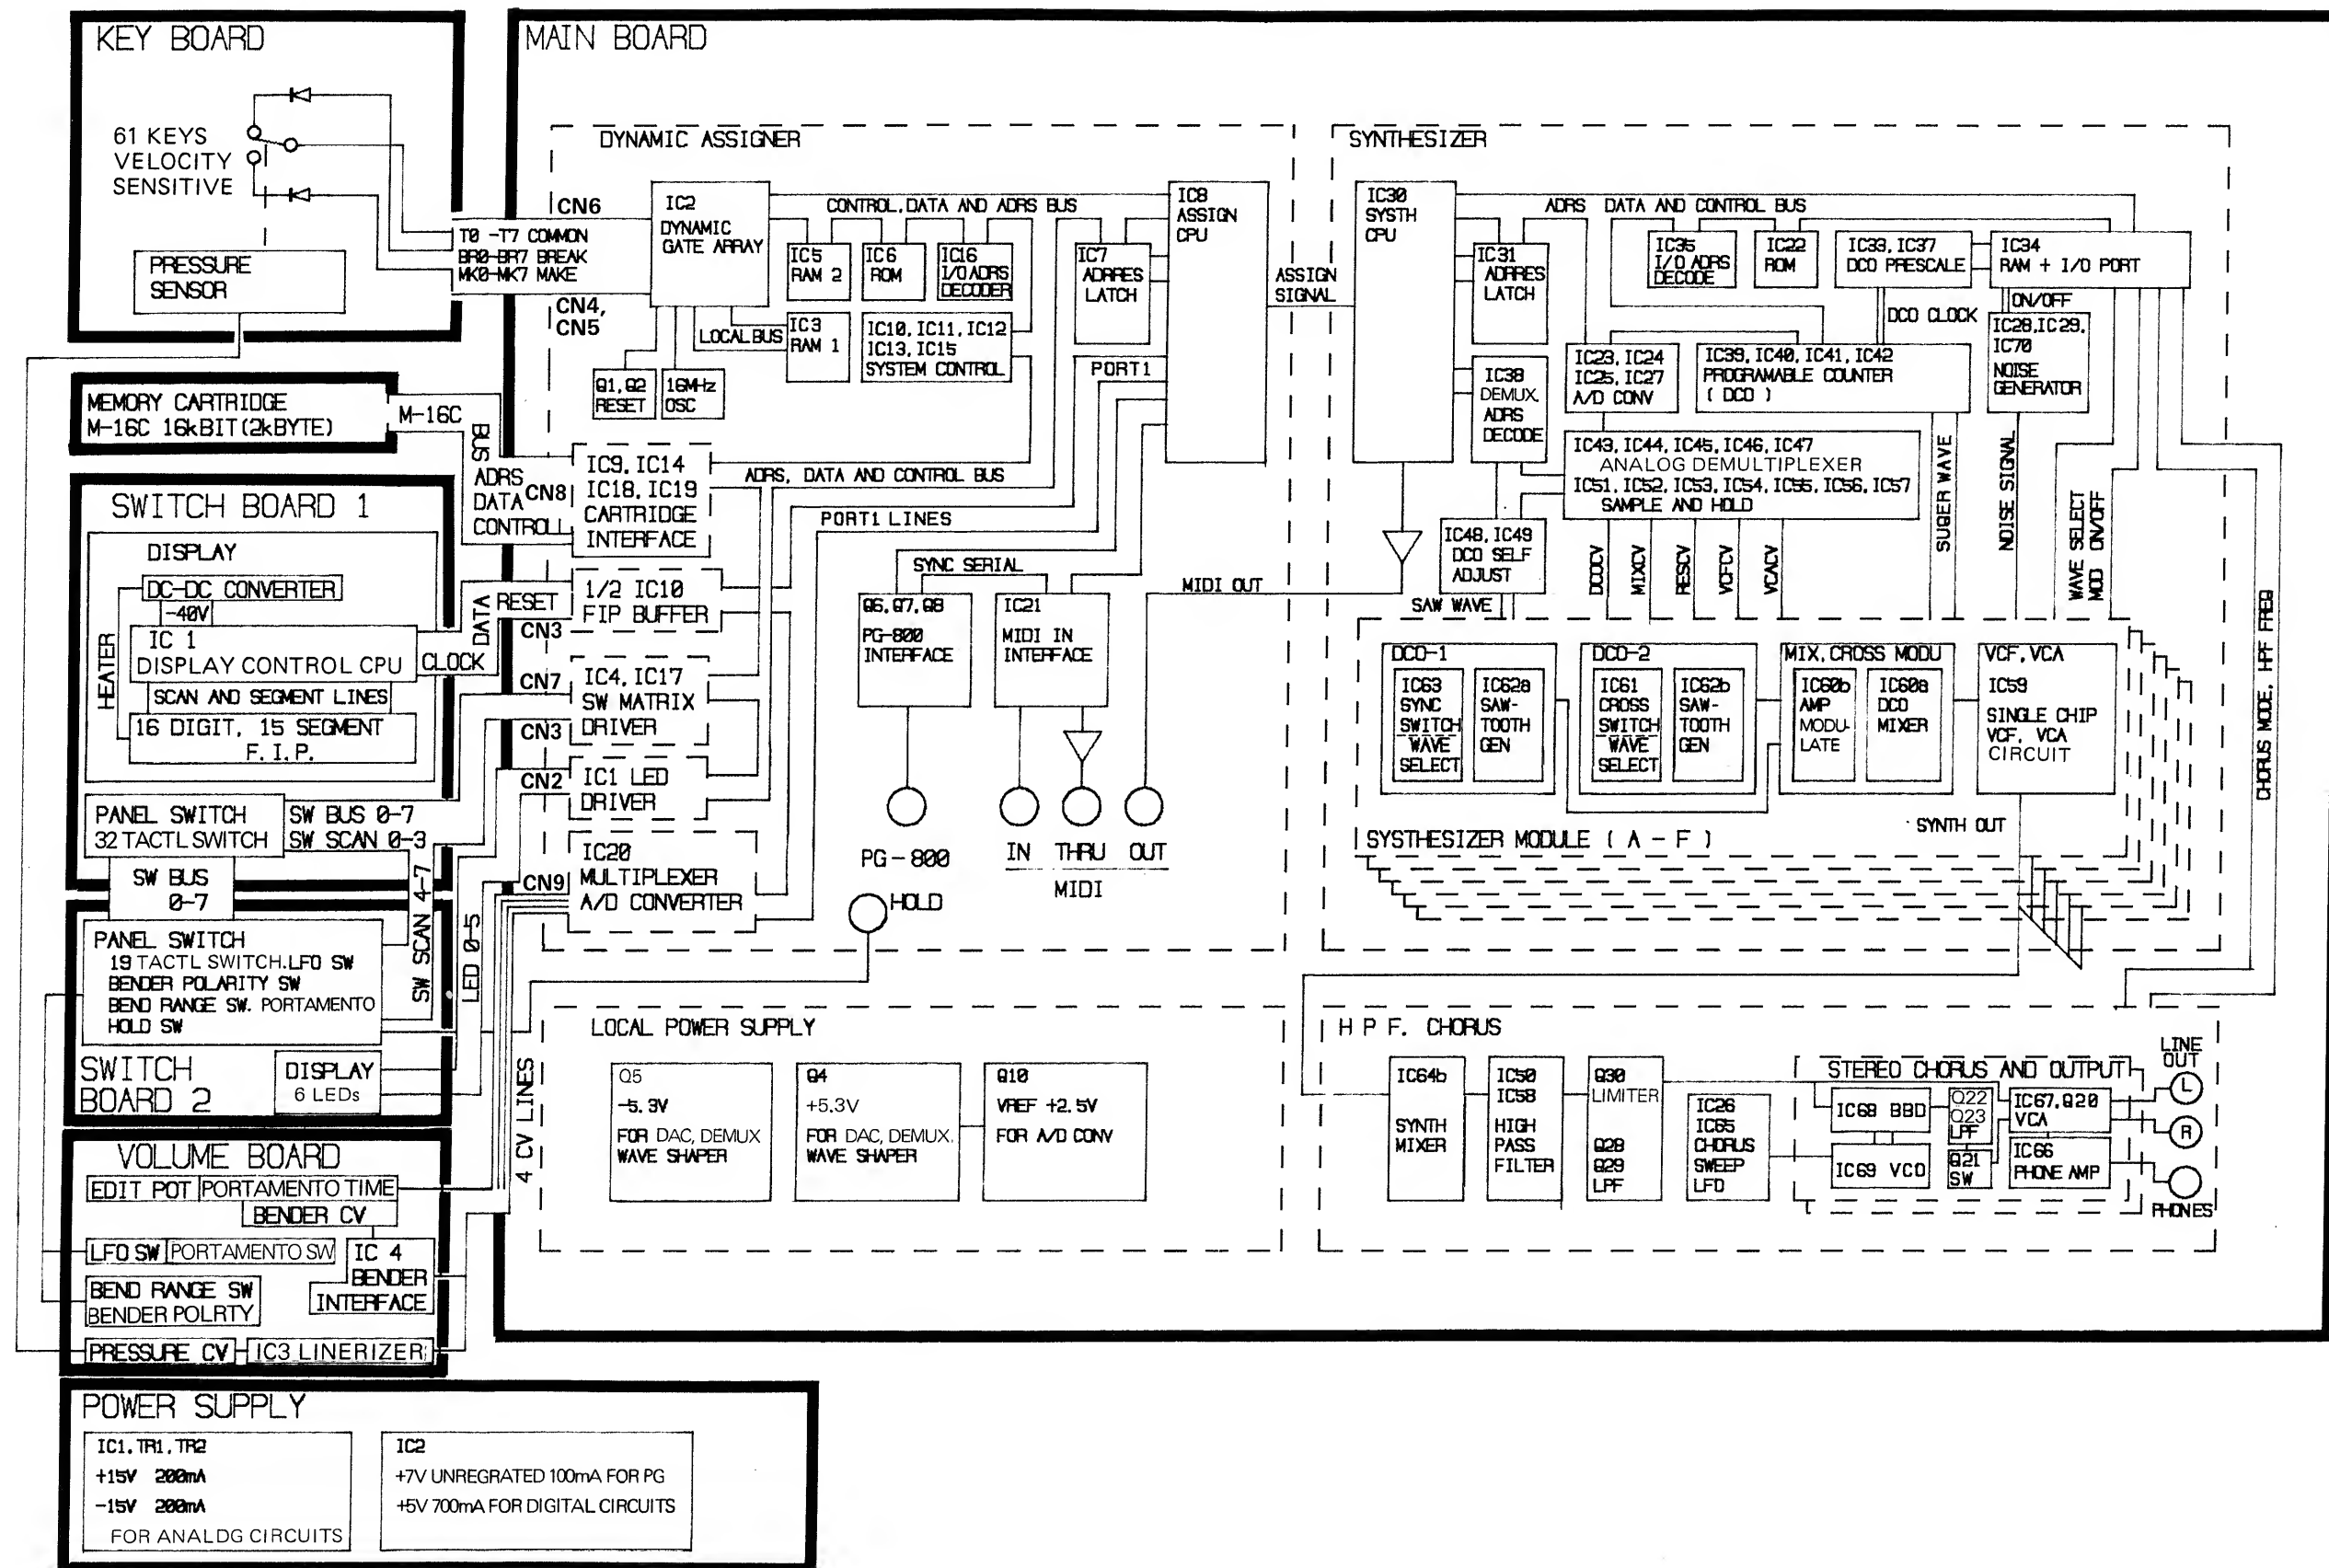 KEY BOARD
61 KEYS
VELOCITY
SENSITIVE
PRESSURE
SENSOR
MEMORY CARTRIDGE
M-16C 16kBIT(2kBYTE)
M-16C
BUS
ADRS
DATA
CONTROLL
SWITCH BOARD 1
DISPLAY
DC-DC CONVERTER
-40V
HEATER
IC 1
DISPLAY CONTROL CPU
SCAN AND SEGMENT LINES
16 DIGIT, 15 SEGMENT
F. I. P.
DATA
RESET
CLOCK
PANEL SWITCH
32 TACTL SWITCH
SW BUS 0-7
SW SCAN 0-3
SW BUS
0-7
SW SCAN 4-7
LED 0-5
PANEL SWITCH
19 TACTL SWITCH.LFO SW
BENDER POLARITY SW
BEND RANGE SW. PORTAMENTO
HOLD SW
SWITCH
BOARD 2
DISPLAY
6 LEDs
VOLUME BOARD
EDIT POT
PORTAMENTO TIME
BENDER CV
LFO SW
PORTAMENTO SW
IC 4
BENDER
INTERFACE
BEND RANGE SW
BENDER POLRTY
PRESSURE CV
IC3 LINERIZER
4 CV LINES
POWER SUPPLY
IC1, TR1, TR2
+15V 200mA
-15V 200mA
FOR ANALDG CIRCUITS
IC2
+7V UNREGRATED 100mA FOR PG
+5V 700mA FOR DIGITAL CIRCUITS
MAIN BOARD
DYNAMIC ASSIGNER
CN6
T0 -T7 COMMON
BR0-BR7 BREAK
MK0-MK7 MAKE
CN4,
CN5
IC2
DYNAMIC
GATE ARRAY
CONTROL, DATA AND ADRS BUS
IC5
RAM 2
IC6
ROM
IC16
I/O ADRS
DECODER
IC7
ADRRES
LATCH
IC8
ASSIGN
CPU
LOCAL BUS
IC3
RAM 1
IC10, IC11, IC12
IC13, IC15
SYSTEM CONTROL
Q1, Q2
RESET
16MHz
OSC
PORT1
CN8
IC9, IC14
IC18, IC19
CARTRIDGE
INTERFACE
ADRS, DATA AND CONTROL BUS
PORT1 LINES
1/2 IC10
FIP BUFFER
CN3
CN7
IC4, IC17
SW MATRIX
DRIVER
CN3
CN2
IC1 LED
DRIVER
CN9
IC20
MULTIPLEXER
A/D CONVERTER
SYNC SERIAL
Q6, Q7, Q8
PG-800
INTERFACE
IC21
MIDI IN
INTERFACE
MIDI OUT
PG-800
HOLD
IN THRU OUT
MIDI
ASSIGN
SIGNAL
SYNTHESIZER
IC30
SYSTH
CPU
ADRS DATA AND CONTROL BUS
IC31
ADRRES
LATCH
IC35
I/O ADRS
DECODE
IC22
ROM
IC33, IC37
DCO PRESCALE
IC34
RAM + I/O PORT
ON/OFF
DCO CLOCK
IC28, IC29,
IC70
NOISE
GENERATOR
IC38
DEMUX.
ADRS
DECODE
IC23, IC24
IC25, IC27
A/D CONV
IC39, IC40, IC41, IC42
PROGRAMABLE COUNTER
( DCO )
IC43, IC44, IC45, IC46, IC47
ANALOG DEMULTIPLEXER
IC51, IC52, IC53, IC54, IC55, IC56, IC57
SAMPLE AND HOLD
IC48, IC49
DCO SELF
ADJUST
SAW WAVE
DCOCV
MIXCV
RESCV
VCFCV
VCACV
SUQER WAVE
NOISE SIGNAL
WAVE SELECT
MOD ON/OFF
CHORUS MODE, HPF FREQ
DCO-1
IC63
SYNC
SWITCH
WAVE
SELECT
IC62a
SAW-
TOOTH
GEN
DCO-2
IC61
CROSS
SWITCH
WAVE
SELECT
IC62b
SAW-
TOOTH
GEN
MIX, CROSS MODU
IC60b
AMP
MODU-
LATE
IC60a
DCO
MIXER
VCF, VCA
IC59
SINGLE CHIP
VCF, VCA
CIRCUIT
SYNTH OUT
SYSTHESIZER MODULE ( A - F )
LOCAL POWER SUPPLY
Q5
-5.3V
FOR DAC, DEMUX
WAVE SHAPER
Q4
+5.3V
FOR DAC, DEMUX.
WAVE SHAPER
Q10
VREF +2.5V
FOR A/D CONV
H P F. CHORUS
IC64b
SYNTH
MIXER
IC50
IC58
HIGH
PASS
FILTER
Q30
LIMITER
Q28
Q29
LPF
IC26
IC65
CHORUS
SWEEP
LFO
STEREO CHORUS AND OUTPUT
IC68 BBD
IC69 VCO
Q22
Q23
LPF
Q21
SW
IC67, Q20
VCA
IC66
PHONE AMP
LINE
OUT
L
R
PHONES